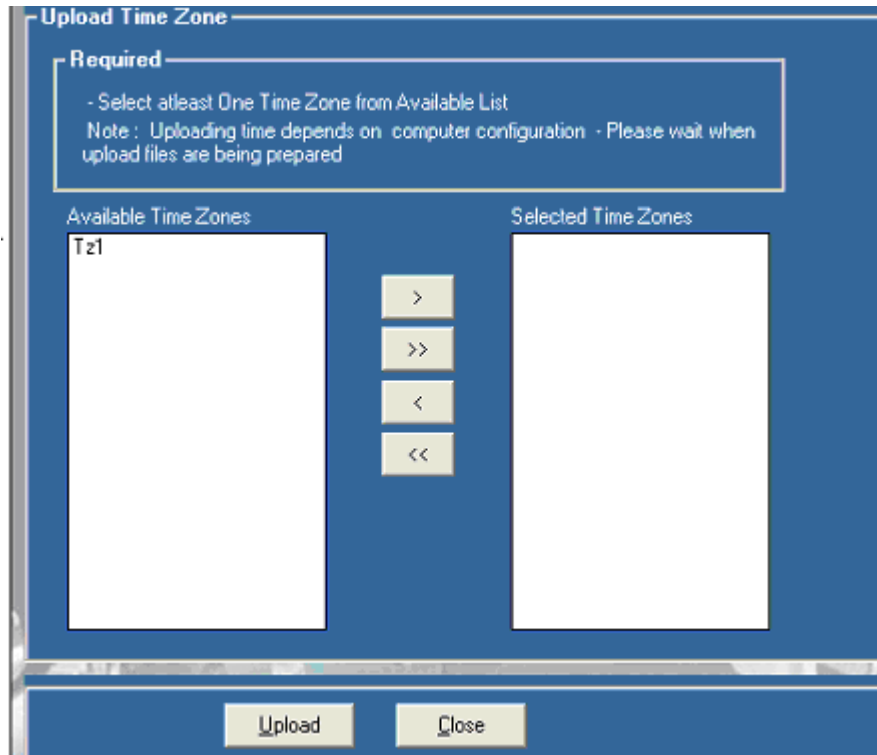 Upload Time Zone
Required
- Select atleast One Time Zone from Available List
Note : Uploading time depends on computer configuration - Please wait when
upload files are being prepared
Available Time Zones
Selected Time Zones
Tz1
>
>>
<
<<
Upload
Close